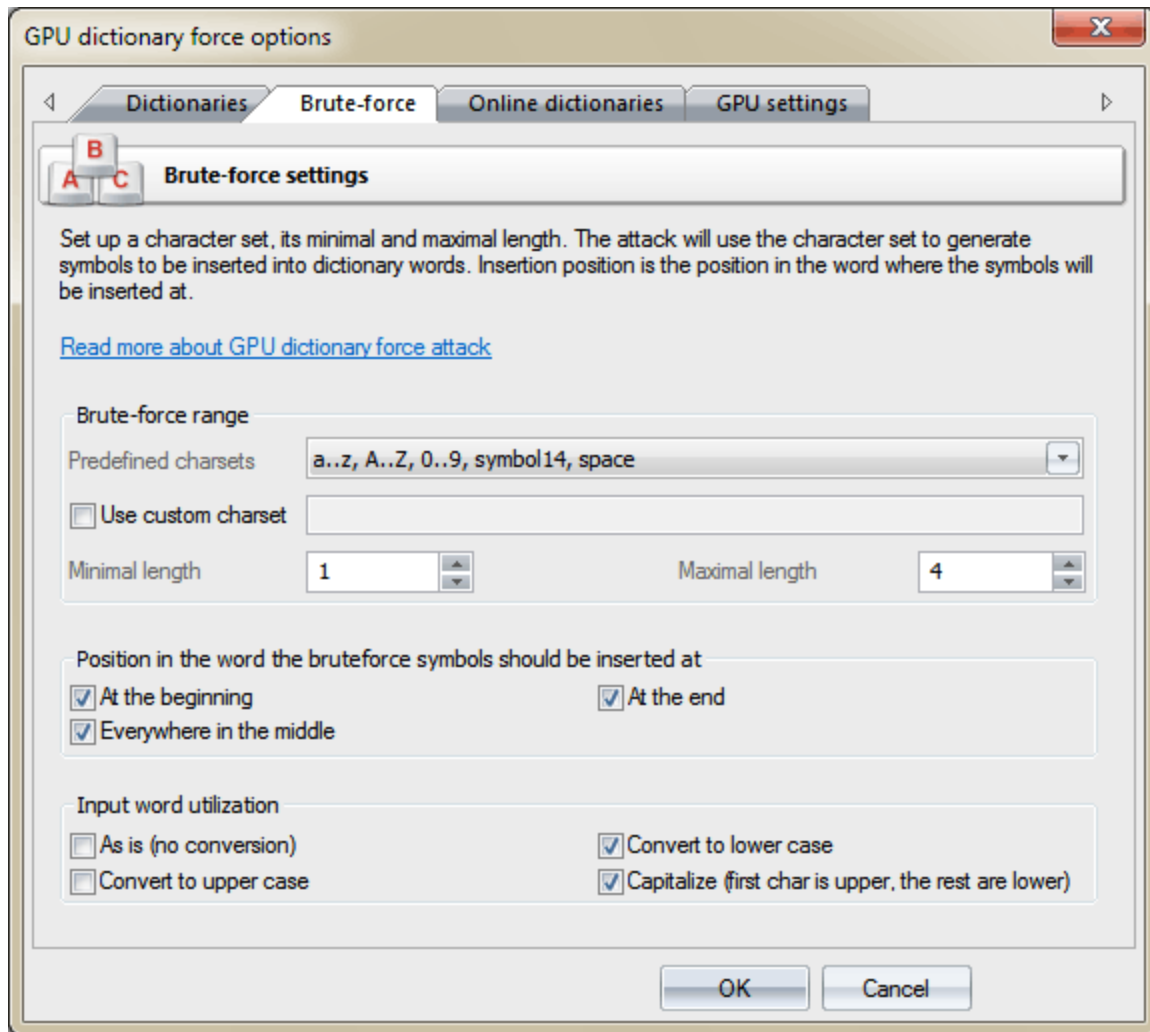 GPU dictionary force options
Dictionaries Brute-force Online dictionaries GPU settings
A B C Brute-force settings
Set up a character set, its minimal and maximal length. The attack will use the character set to generate
symbols to be inserted into dictionary words. Insertion position is the position in the word where the symbols will
be inserted at.
Read more about GPU dictionary force attack
Brute-force range
Predefined charsets a..z, A..Z, 0..9, symbol14, space
Use custom charset
Minimal length 1 Maximal length 4
Position in the word the bruteforce symbols should be inserted at
At the beginning At the end
Everywhere in the middle
Input word utilization
As is (no conversion) Convert to lower case
Convert to upper case Capitalize (first char is upper, the rest are lower)
OK Cancel